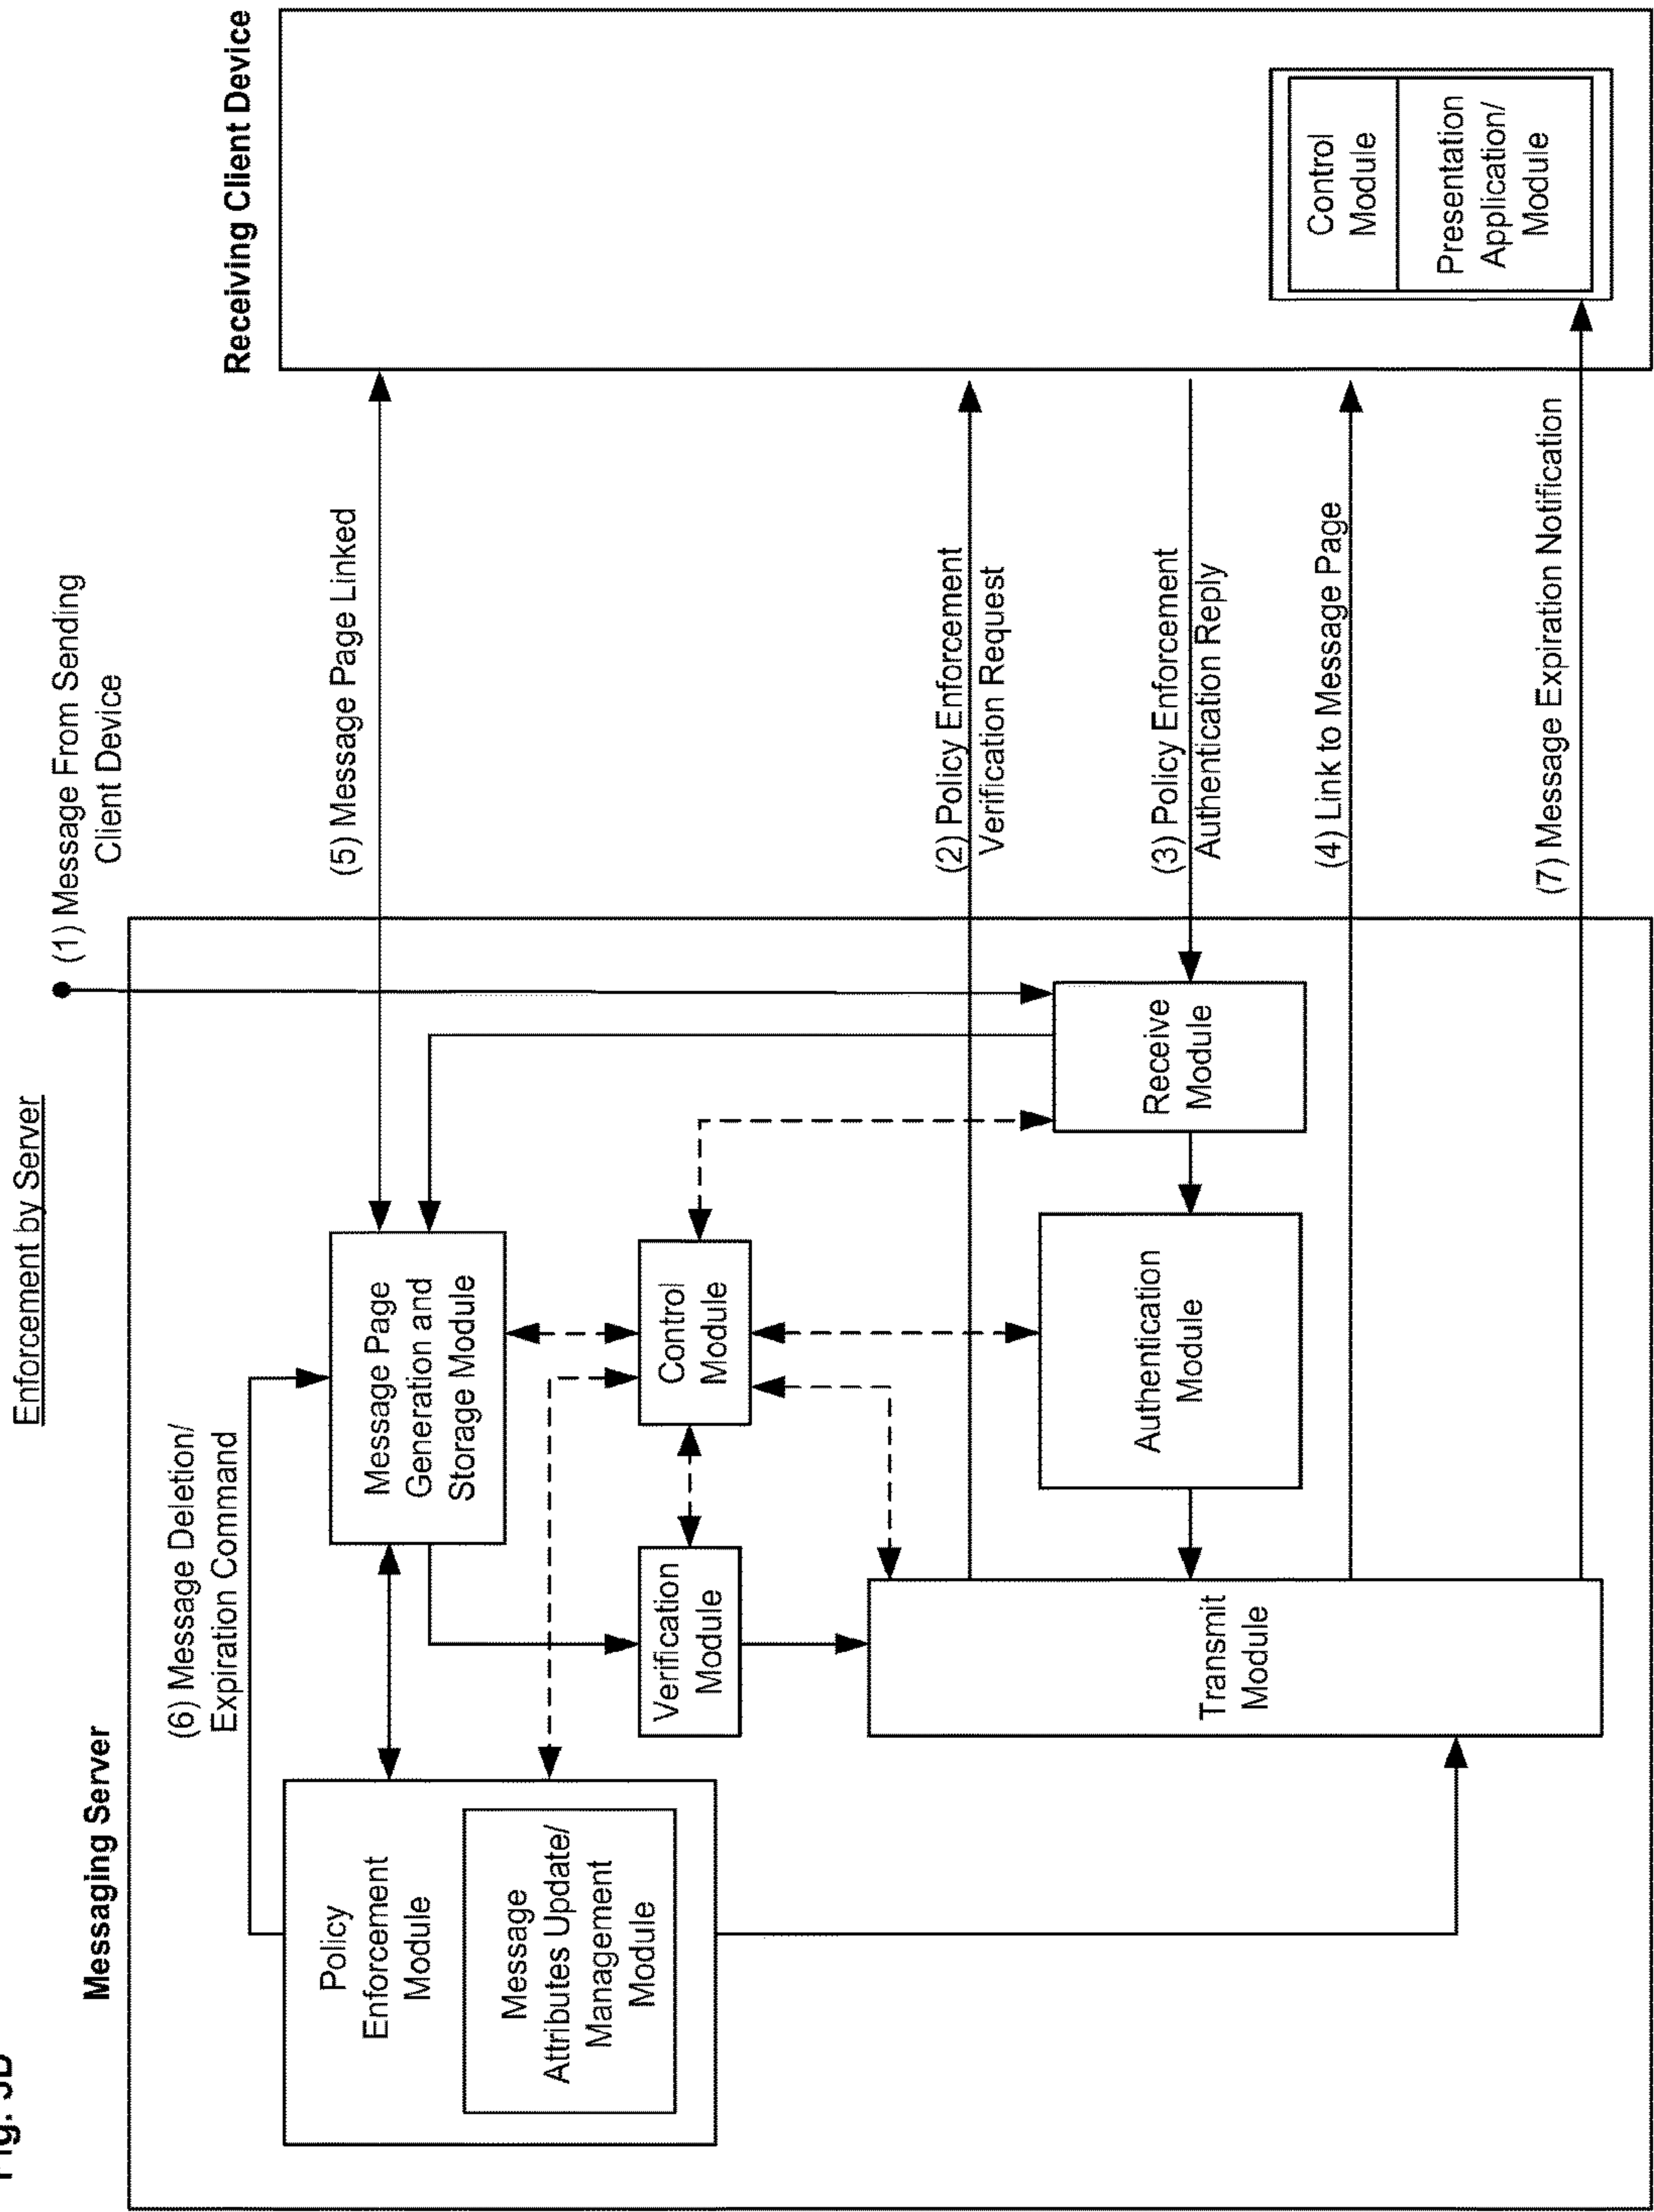 Enforcement by Server
Messaging Server
Receiving Client Device
(1) Message From Sending
Client Device
(6) Message Deletion/
Expiration Command
(5) Message Page Linked
Policy
Enforcement
Module
Message
Attributes Update/
Management
Module
Message Page
Generation and
Storage Module
Verification
Module
Control
Module
(2) Policy Enforcement
Verification Request
Transmit
Module
Authentication
Module
Receive
Module
(3) Policy Enforcement
Authentication Reply
(4) Link to Message Page
(7) Message Expiration Notification
Control
Module
Presentation
Application/
Module